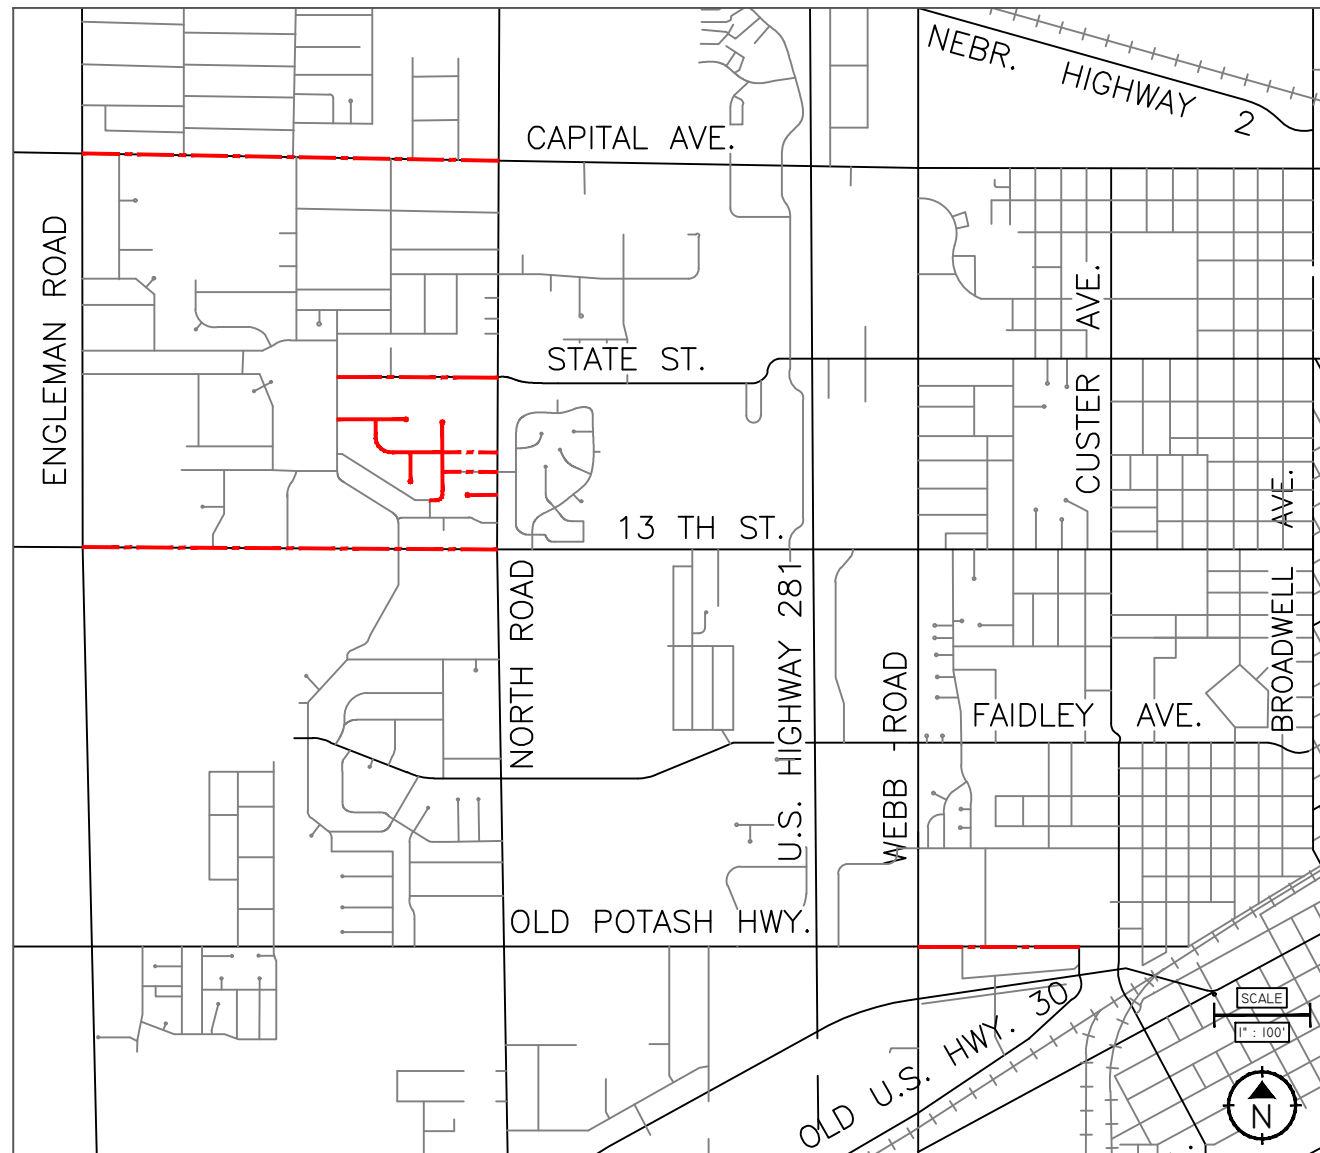 NEBR. HIGHWAY 2
CAPITAL AVE.
ENGLEMAN ROAD
STATE ST.
CUSTER AVE.
13 TH ST.
NORTH ROAD
U.S. HIGHWAY 281
WEBB ROAD
FAIDLEY AVE.
BROADWELL AVE.
OLD POTASH HWY.
OLD U.S. HWY. 30
SCALE
1" : 100'
N